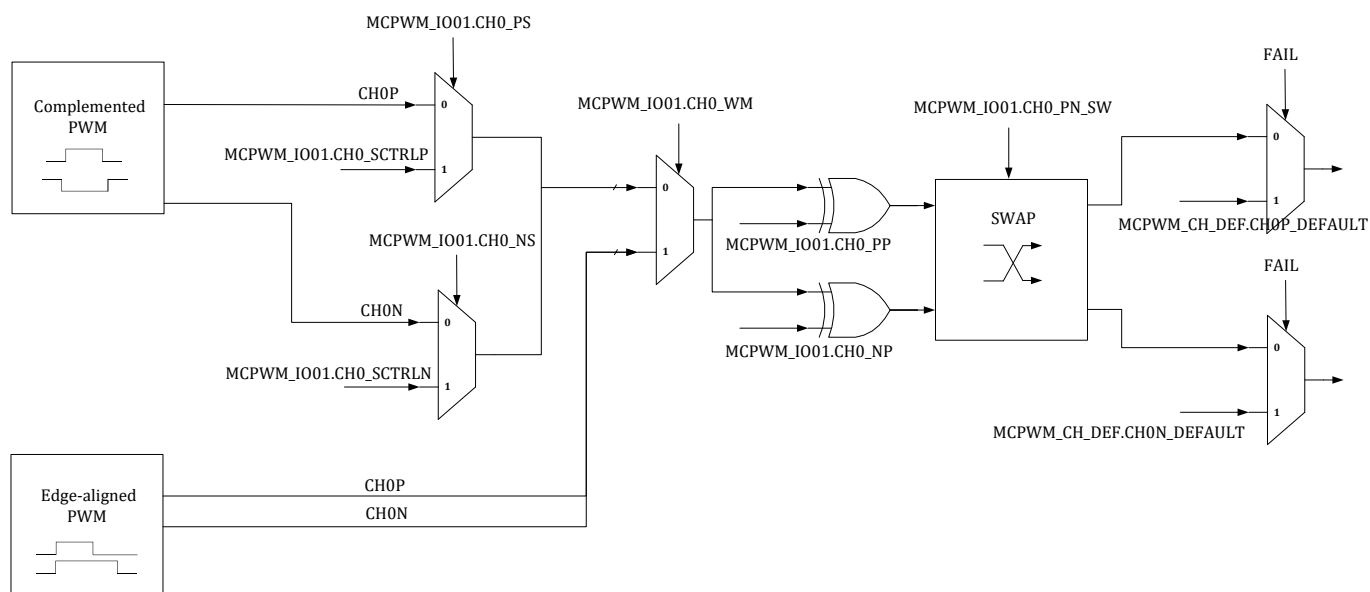 MCPWM_IO01.CH0_PS
FAIL
Complemented
PWM
CH0P
0
MCPWM_IO01.CH0_WM
MCPWM_IO01.CH0_PN_SW
0
MCPWM_IO01.CH0_SCTRLP
1
0
SWAP
1
MCPWM_CH_DEF.CH0P_DEFAULT
MCPWM_IO01.CH0_NS
MCPWM_IO01.CH0_PP
1
FAIL
CH0N
0
MCPWM_IO01.CH0_NP
0
MCPWM_IO01.CH0_SCTRLN
1
1
MCPWM_CH_DEF.CH0N_DEFAULT
Edge-aligned
PWM
CH0P
CH0N